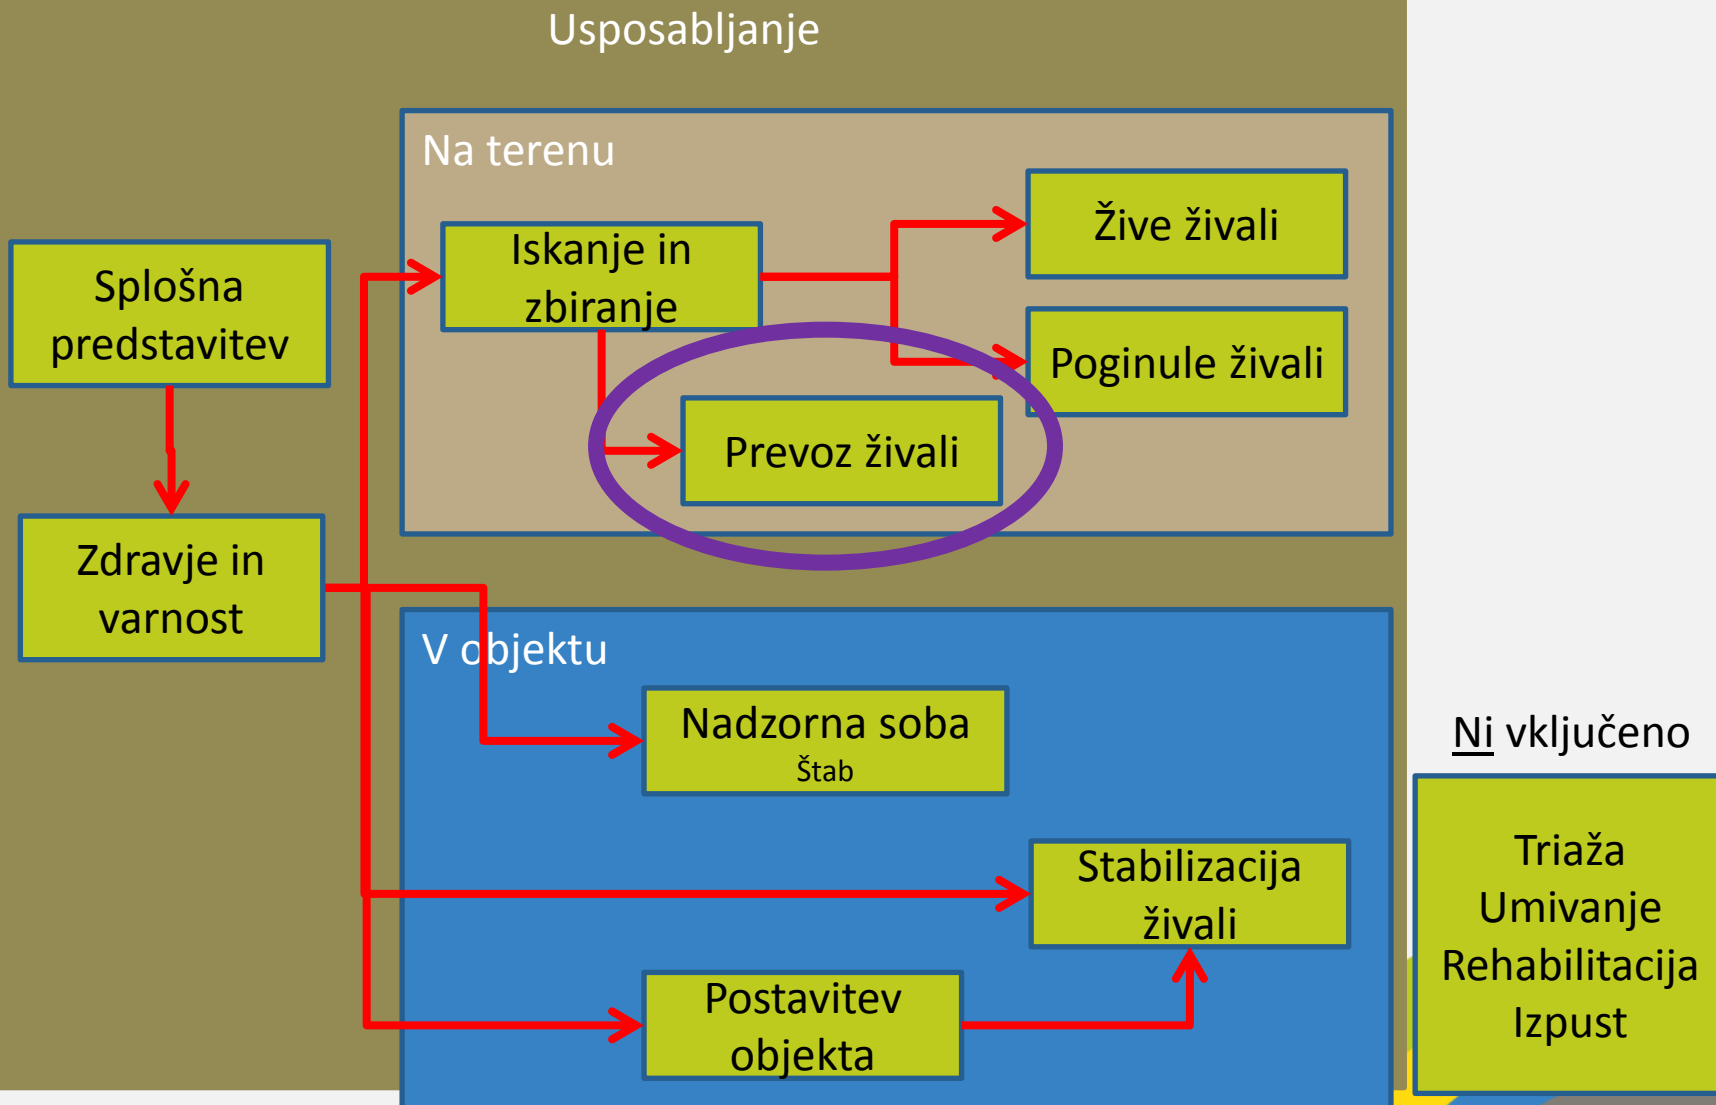 Usposabljanje
Na terenu
Iskanje in
zbiranje
Žive živali
Poginule živali
Prevoz živali
Splošna
predstavitev
Zdravje in
varnost
V objektu
Nadzorna soba
Štab
Stabilizacija
živali
Postavitev
objekta
Ni vključeno
Triaža
Umivanje
Rehabilitacija
Izpust